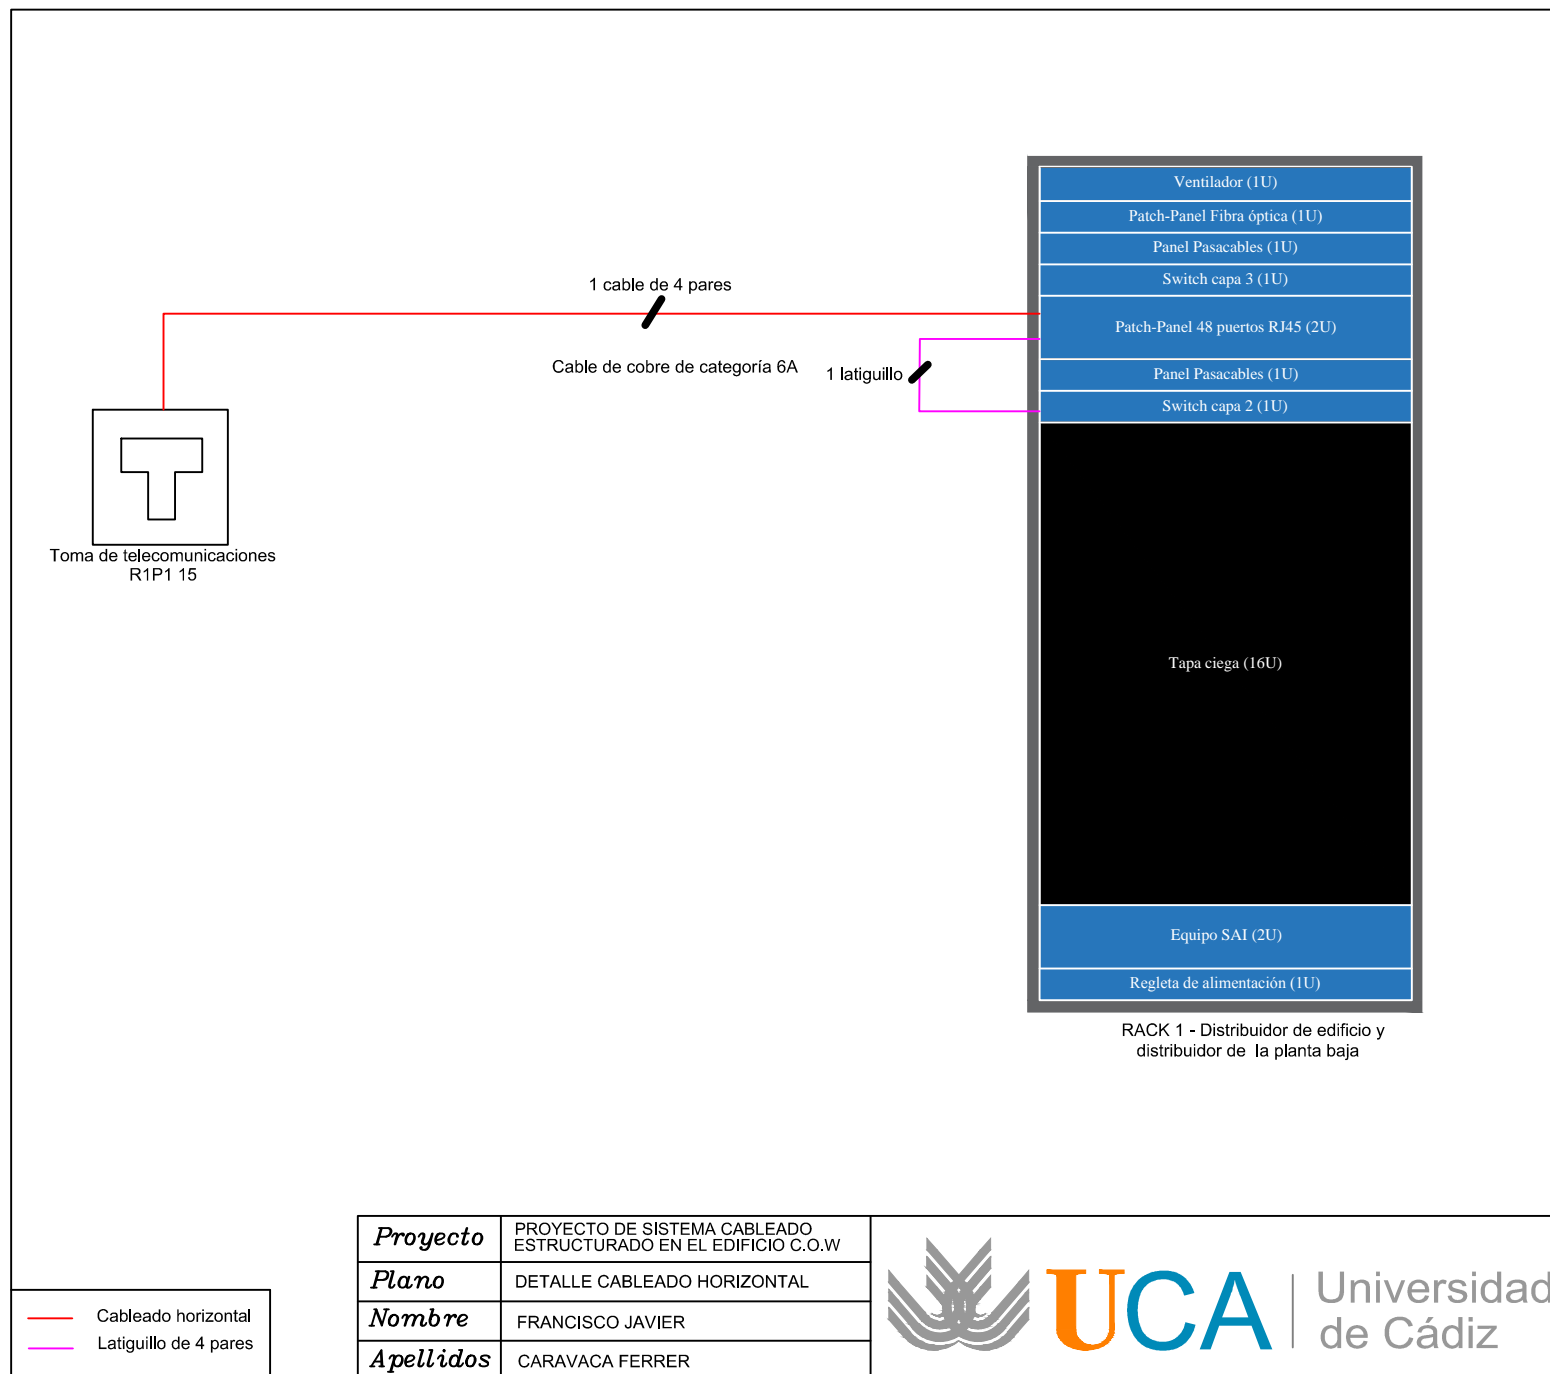 Ventilador (1U)
Patch-Panel Fibra óptica (1U)
Panel Pasacables (1U)
Switch capa 3 (1U)
Patch-Panel 48 puertos RJ45 (2U)
Panel Pasacables (1U)
Switch capa 2 (1U)
Tapa ciega (16U)
Equipo SAI (2U)
Regleta de alimentación (1U)
RACK 1 - Distribuidor de edificio y
distribuidor de la planta baja
1 cable de 4 pares
Cable de cobre de categoría 6A
1 latiguillo
Toma de telecomunicaciones
R1P1 15
Cableado horizontal
Latiguillo de 4 pares
Proyecto
PROYECTO DE SISTEMA CABLEADO
ESTRUCTURADO EN EL EDIFICIO C.O.W
Plano
DETALLE CABLEADO HORIZONTAL
Nombre
FRANCISCO JAVIER
Apellidos
CARAVACA FERRER
UCA
Universidad
de Cádiz